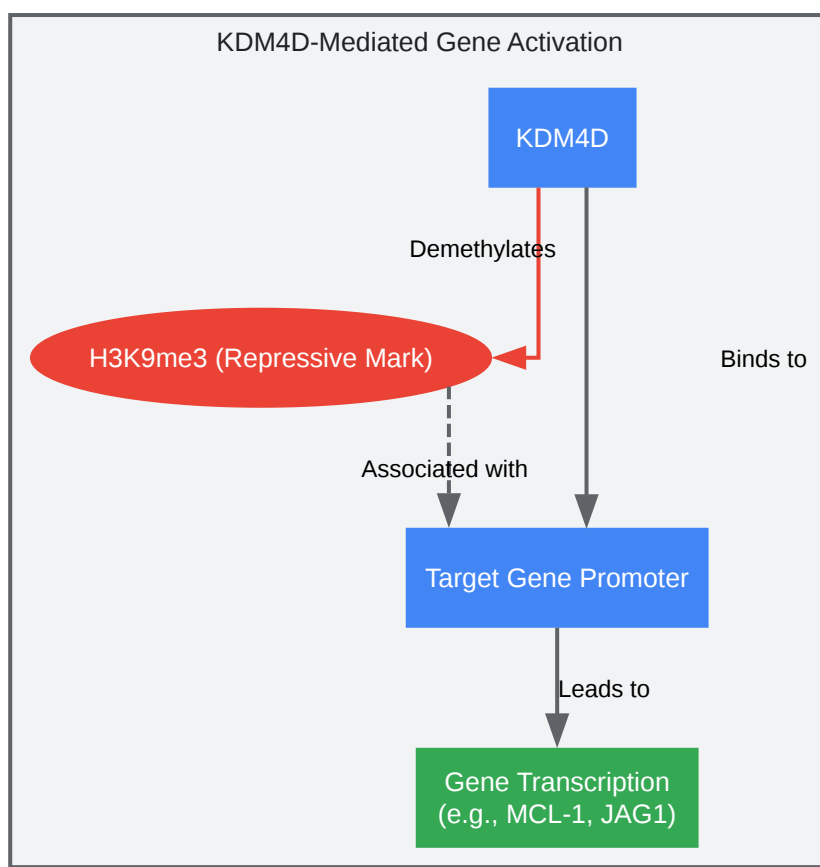 KDM4D-Mediated Gene Activation
KDM4D
Demethylates
H3K9me3 (Repressive Mark)
Binds to
Associated with
Target Gene Promoter
Leads to
Gene Transcription
(e.g., MCL-1, JAG1)